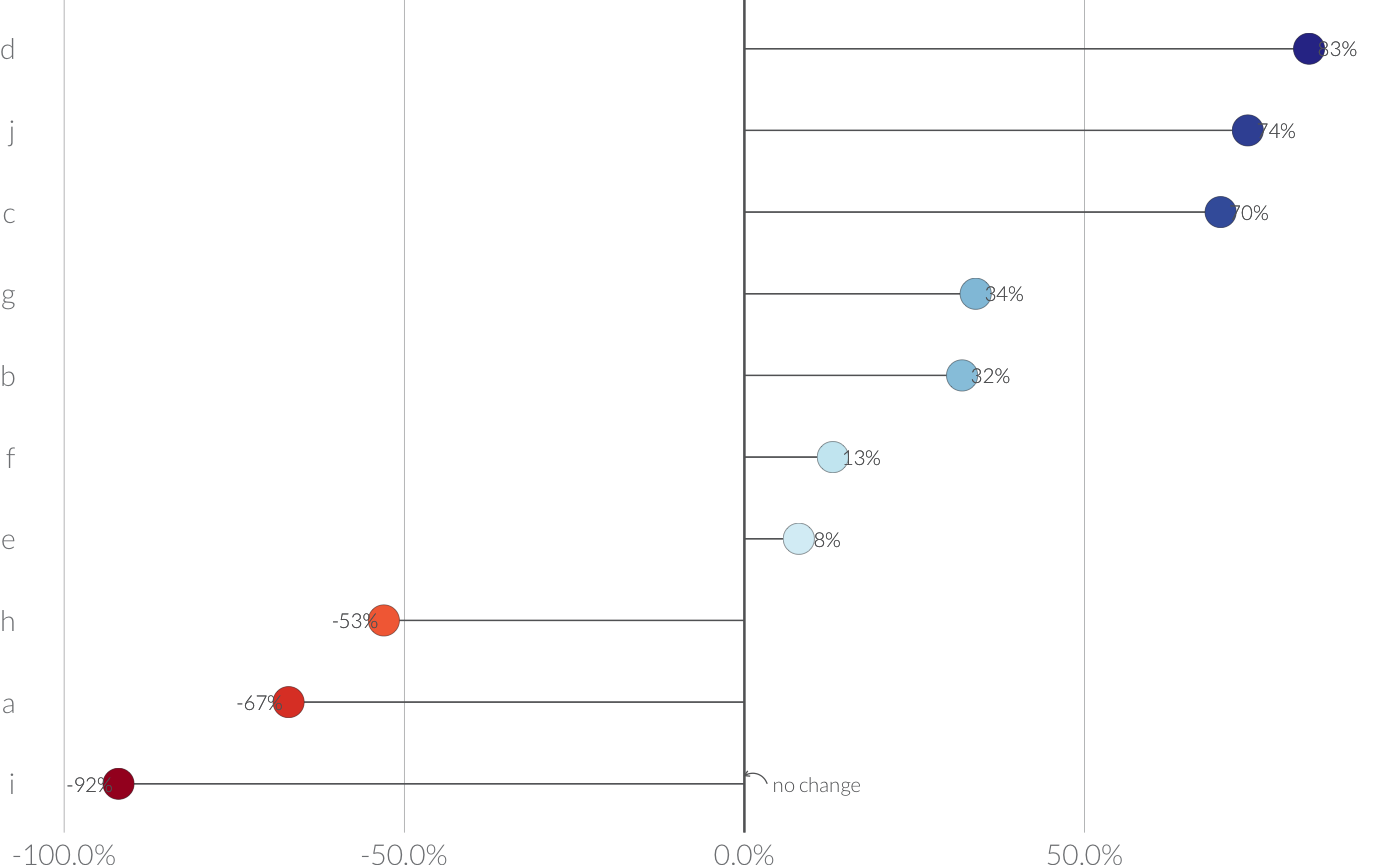 d 83%
j 74%
c 70%
g 34%
b 32%
f 13%
e 8%
h -53%
a -67%
i -92% no change
-100.0% -50.0% 0.0% 50.0%